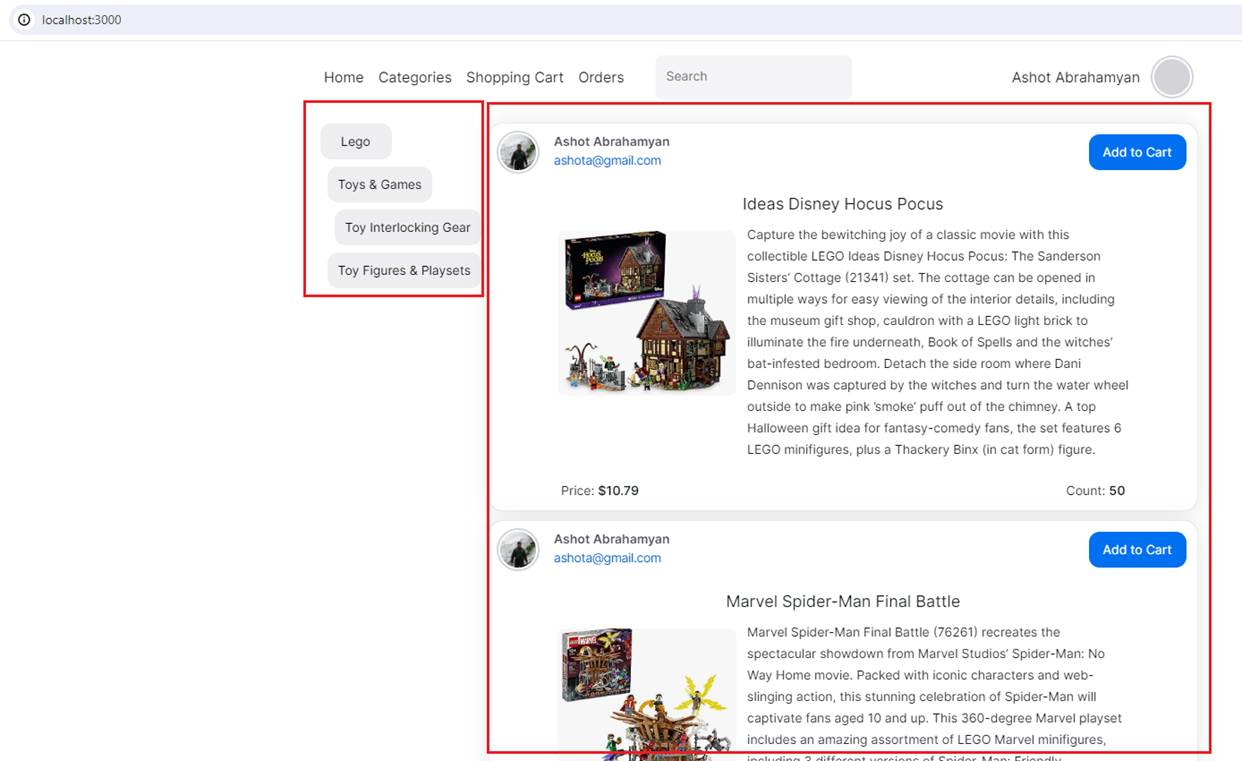 localhost:3000
Home Categories Shopping Cart Orders Search Ashot Abrahamyan
Lego
Toys & Games
Toy Interlocking Gear
Toy Figures & Playsets
Ashot Abrahamyan
ashota@gmail.com
Add to Cart
Ideas Disney Hocus Pocus
HOCUS POCUS
Capture the bewitching joy of a classic movie with this
collectible LEGO Ideas Disney Hocus Pocus: The Sanderson
Sisters’ Cottage (21341) set. The cottage can be opened in
multiple ways for easy viewing of the interior details, including
the museum gift shop, cauldron with a LEGO light brick to
illuminate the fire underneath, Book of Spells and the witches’
bat-infested bedroom. Detach the side room where Dani
Dennison was captured by the witches and turn the water wheel
outside to make pink ’smoke’ puff out of the chimney. A top
Halloween gift idea for fantasy-comedy fans, the set features 6
LEGO minifigures, plus a Thackery Binx (in cat form) figure.
Price: $10.79
Count: 50
Ashot Abrahamyan
ashota@gmail.com
Add to Cart
Marvel Spider-Man Final Battle
MARVEL
Marvel Spider-Man Final Battle (76261) recreates the
spectacular showdown from Marvel Studios’ Spider-Man: No
Way Home movie. Packed with iconic characters and web-
slinging action, this stunning celebration of Spider-Man will
captivate fans aged 10 and up. This 360-degree Marvel playset
includes an amazing assortment of LEGO Marvel minifigures,
including 3 different versions of Spider-Man: Friendly